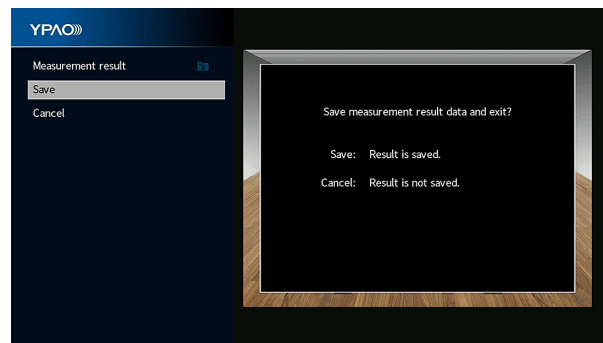 YPAO
Measurement result
Save
Cancel
Save measurement result data and exit?
Save: Result is saved.
Cancel: Result is not saved.